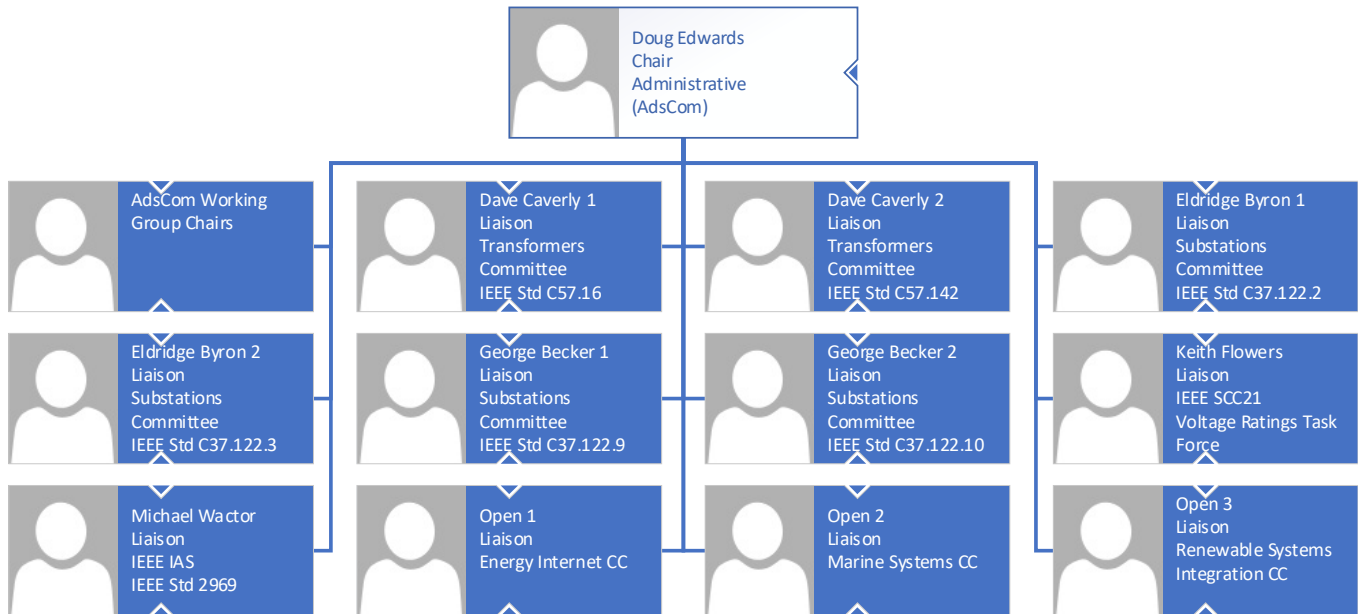 Doug Edwards
Chair
Administrative
(AdsCom)
AdsCom Working
Group Chairs
Dave Caverly 1
Liaison
Transformers
Committee
IEEE Std C57.16
Dave Caverly 2
Liaison
Transformers
Committee
IEEE Std C57.142
Eldridge Byron 1
Liaison
Substations
Committee
IEEE Std C37.122.2
Eldridge Byron 2
Liaison
Substations
Committee
IEEE Std C37.122.3
George Becker 1
Liaison
Substations
Committee
IEEE Std C37.122.9
George Becker 2
Liaison
Substations
Committee
IEEE Std C37.122.10
Keith Flowers
Liaison
IEEE SCC21
Voltage Ratings Task
Force
Michael Wactor
Liaison
IEEE IAS
IEEE Std 2969
Open 1
Liaison
Energy Internet CC
Open 2
Liaison
Marine Systems CC
Open 3
Liaison
Renewable Systems
Integration CC